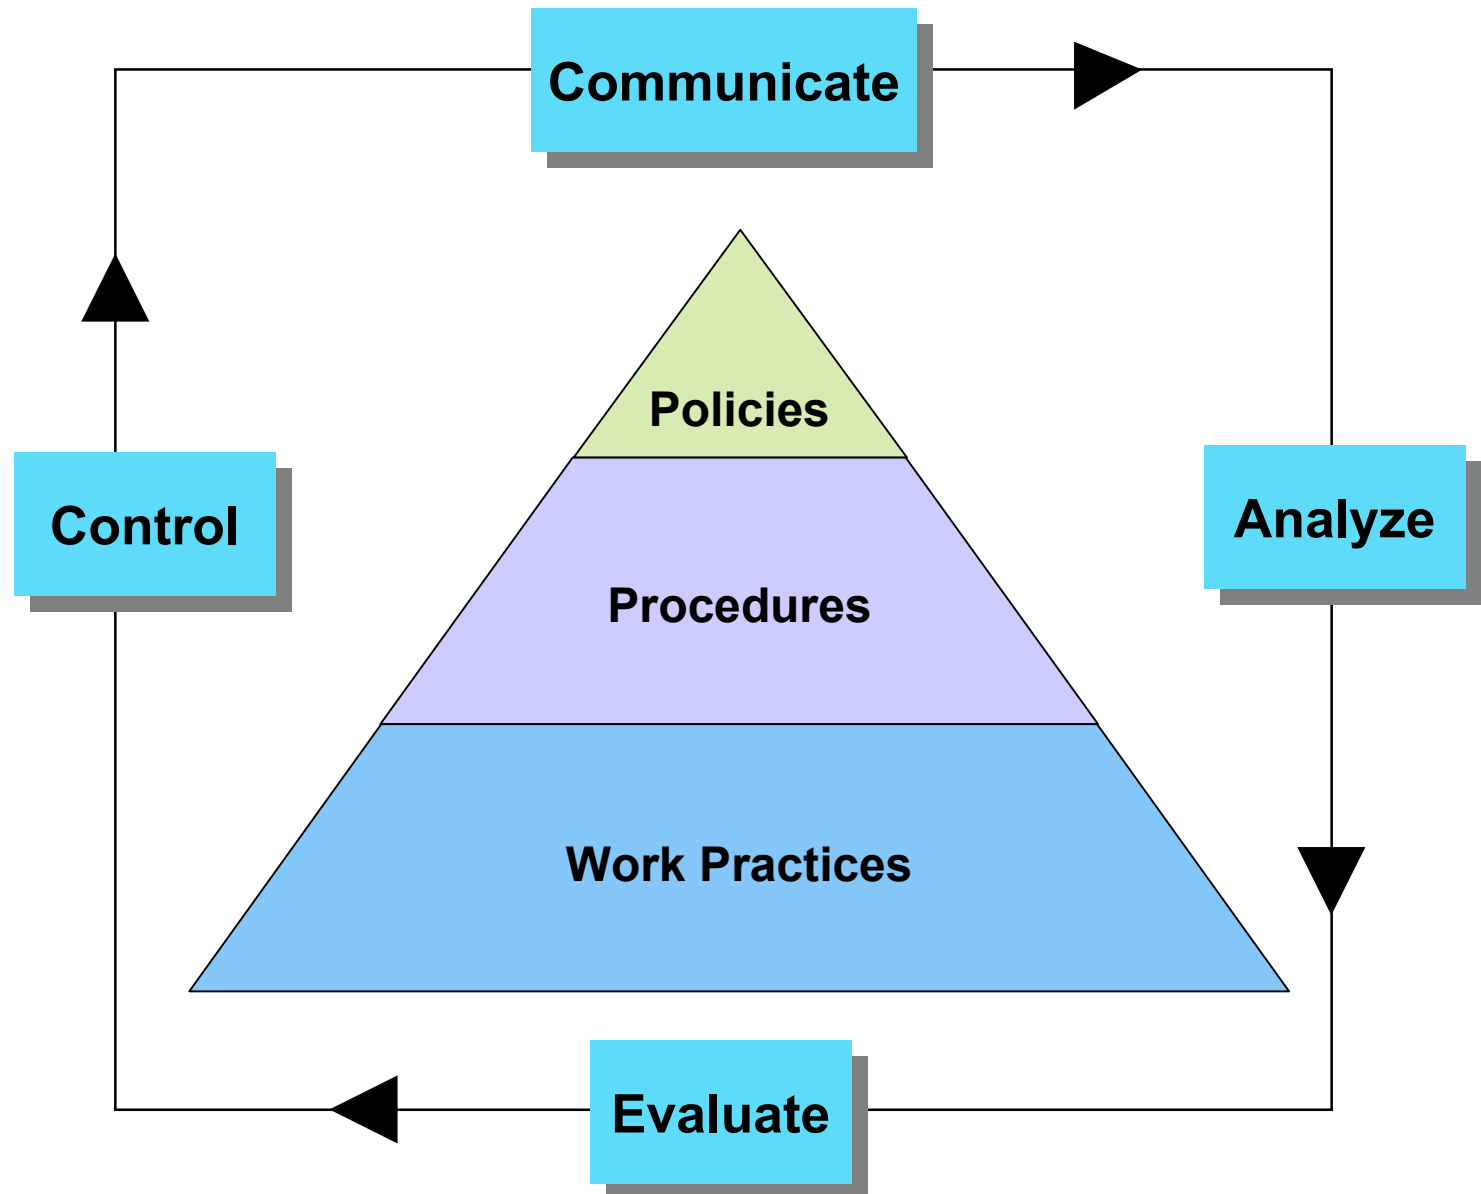 Communicate
Policies
Control
Analyze
Procedures
Work Practices
Evaluate